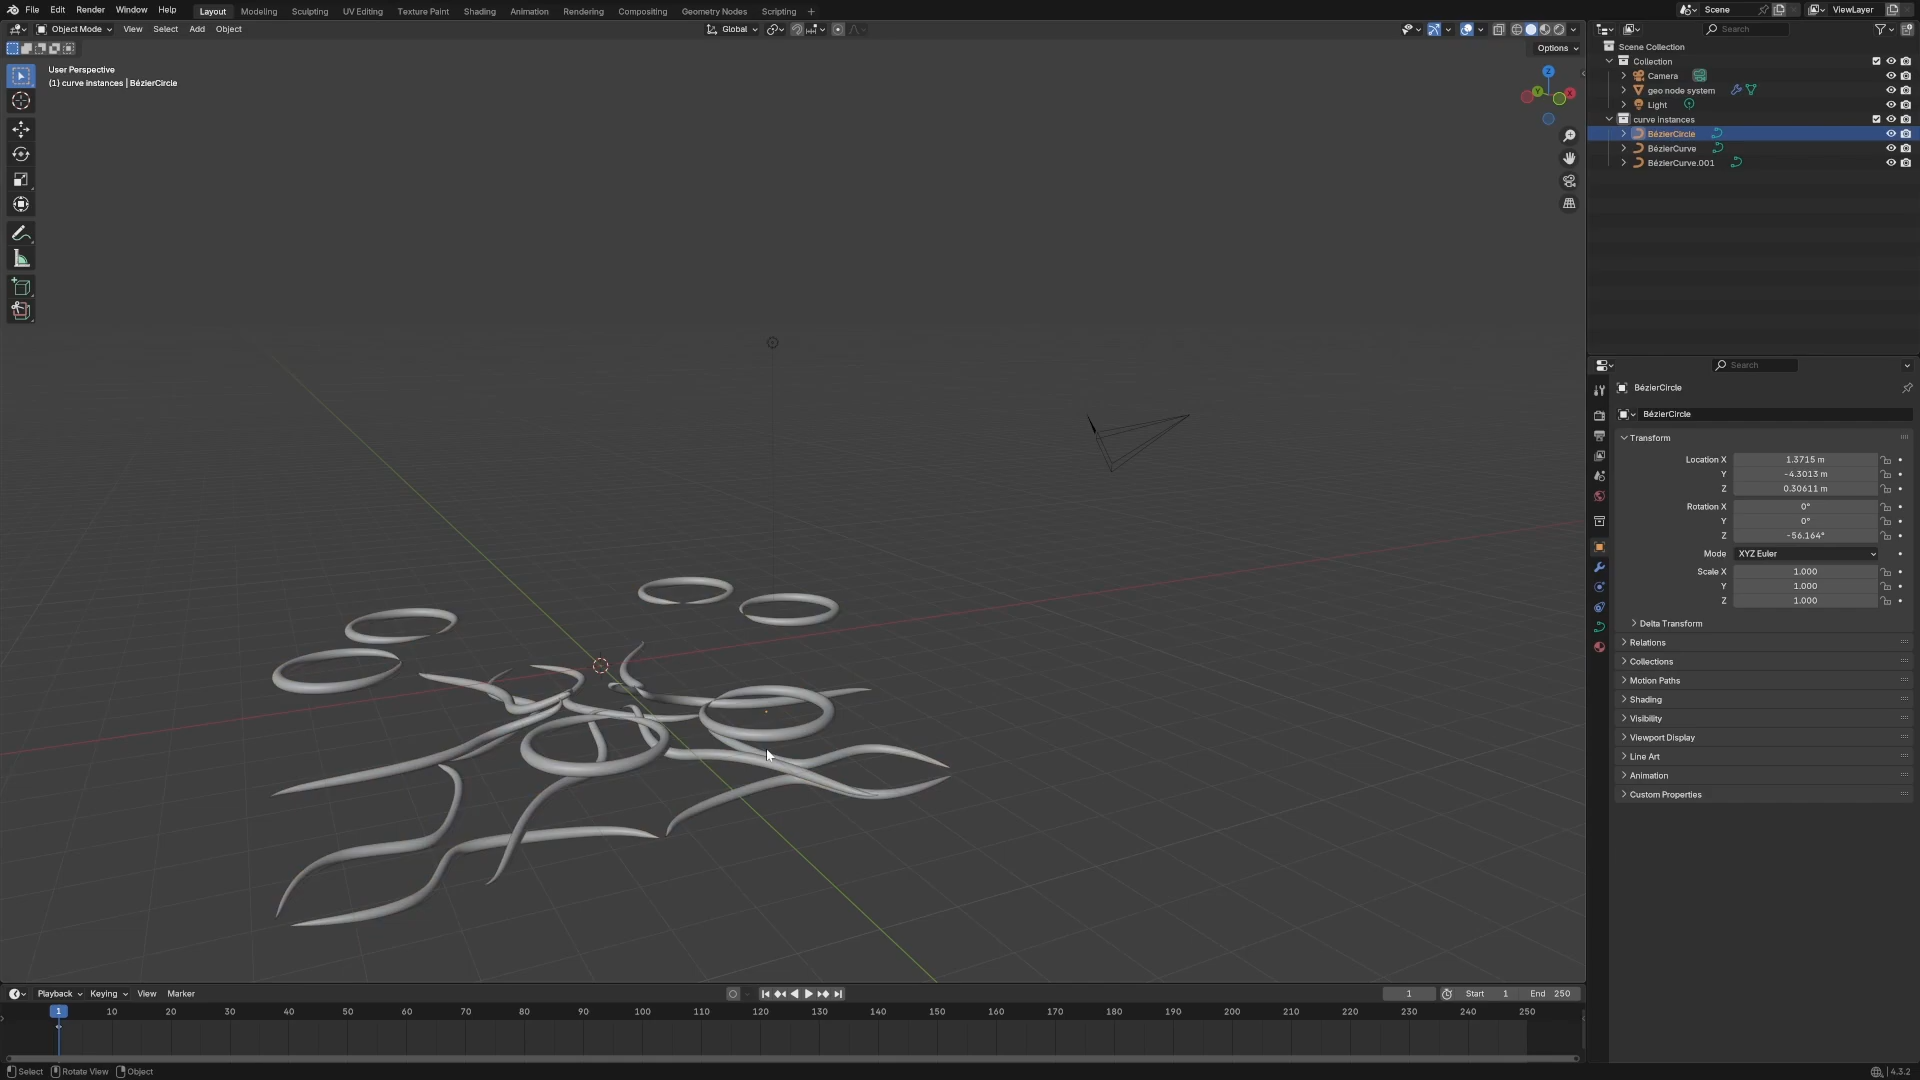 File Edit Render Window Help Layout Modeling Sculpting UV Editing Texture Paint Shading Animation Rendering Compositing Geometry Nodes Scripting +
Scene ViewLayer
Object Mode View Select Add Object Global
Options
User Perspective
(1) curve instances | BézierCircle
Z
Y X
Search
Scene Collection
Collection
Camera
geo node system
Light
curve instances
BézierCircle
BézierCurve
BézierCurve.001
Search
BézierCircle
BézierCircle
Transform
Location X 1.3715 m
Y -4.3013 m
Z 0.30611 m
Rotation X 0°
Y 0°
Z -56.164°
Mode XYZ Euler
Scale X 1.000
Y 1.000
Z 1.000
Delta Transform
Relations
Collections
Motion Paths
Shading
Visibility
Viewport Display
Line Art
Animation
Custom Properties
Playback Keying View Marker 1 Start 1 End 250
1 10 20 30 40 50 60 70 80 90 100 110 120 130 140 150 160 170 180 190 200 210 220 230 240 250
Select Rotate View Object 4.3.2